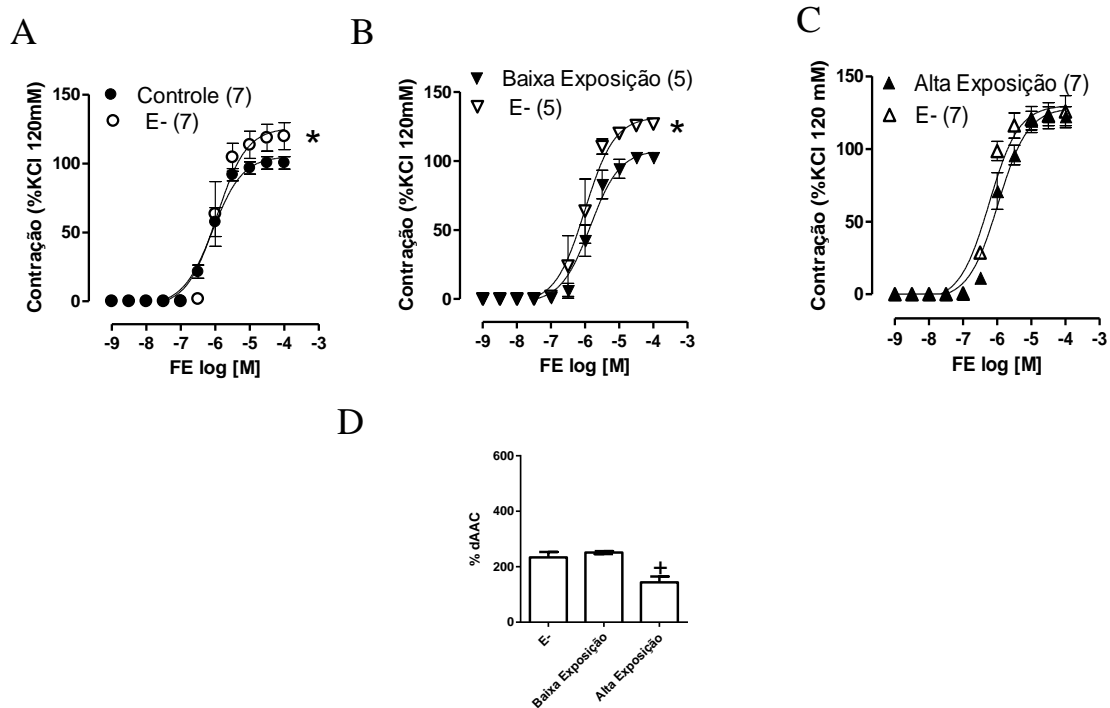 A
Controle (7)
E- (7)
150
100
50
0
*
-9 -8 -7 -6 -5 -4 -3
FE log [M]
Contração (%KCl 120mM)
B
Baixa Exposição (5)
E- (5)
150
100
50
0
*
-9 -8 -7 -6 -5 -4 -3
FE log [M]
Contração (%KCl 120mM)
C
Alta Exposição (7)
E- (7)
150
100
50
0
-9 -8 -7 -6 -5 -4 -3
FE log [M]
Contração (%KCl 120 mM)
D
600
400
200
0
% dAAC
+
E-
Baixa Exposição
Alta Exposição